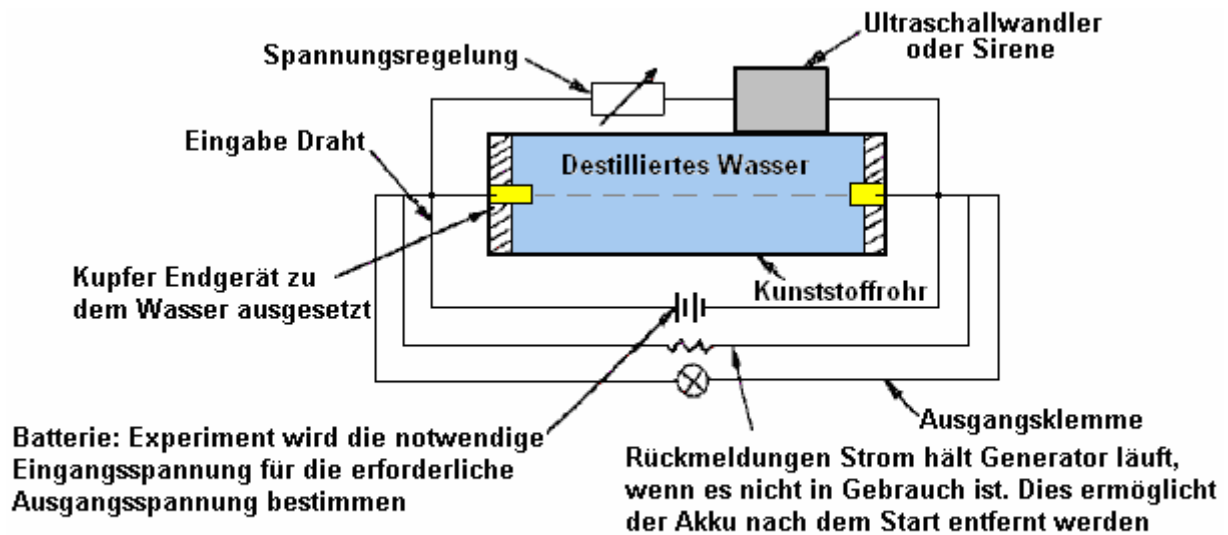 Ultraschallwandler
oder Sirene
Spannungsregelung
Eingabe Draht
Destilliertes Wasser
Kupfer Endgerät zu
dem Wasser ausgesetzt
Kunststoffrohr
Ausgangsklemme
Batterie: Experiment wird die notwendige
Eingangsspannung für die erforderliche
Ausgangsspannung bestimmen
Rückmeldungen Strom hält Generator läuft,
wenn es nicht in Gebrauch ist. Dies ermöglicht
der Akku nach dem Start entfernt werden